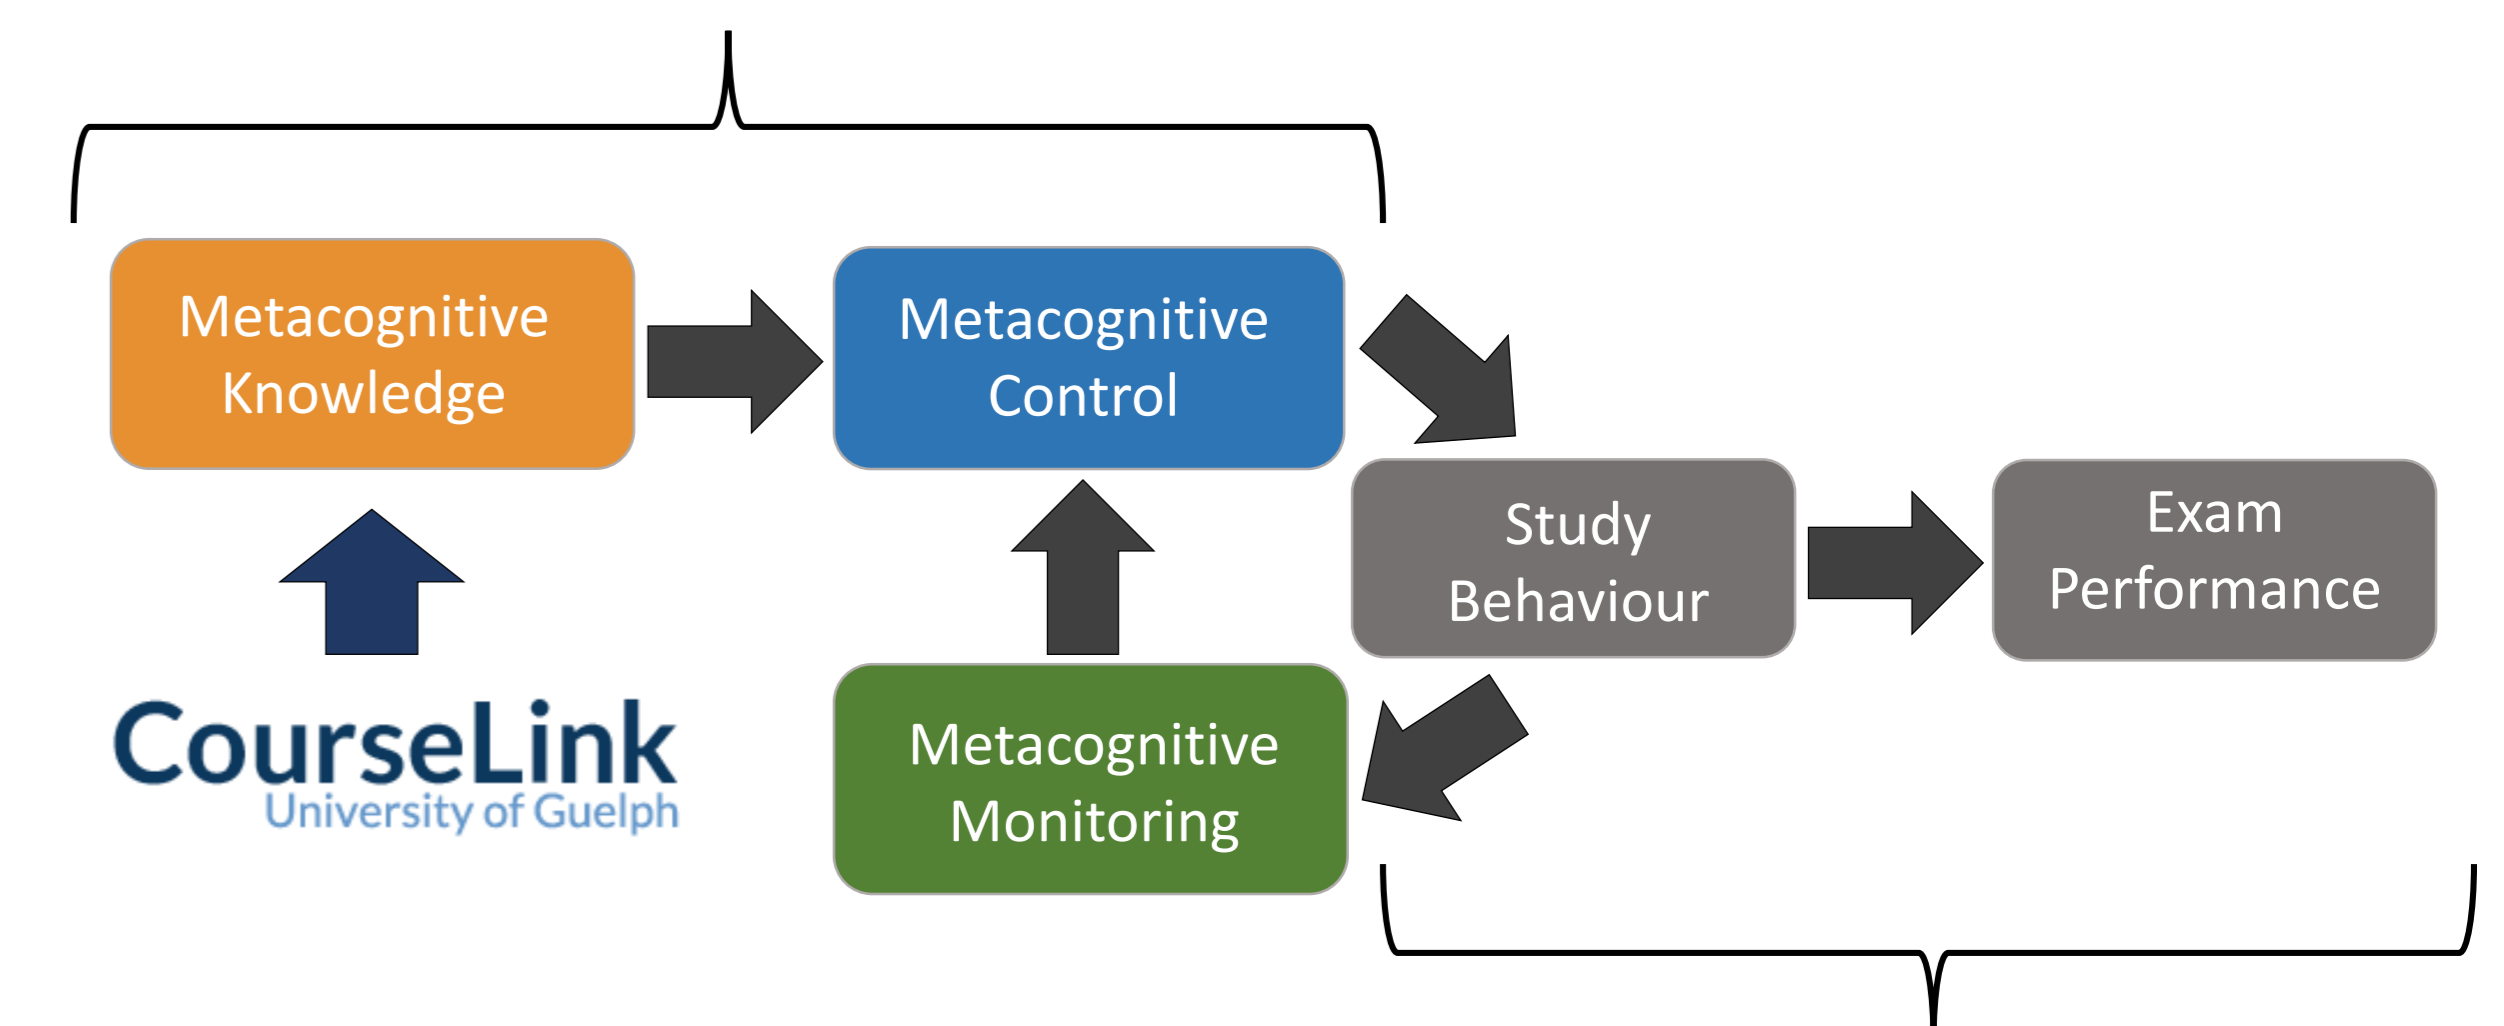 Metacognitive
Knowledge
Metacognitive
Control
Study
Behaviour
Exam
Performance
CourseLink
University of Guelph
Metacognitive
Monitoring